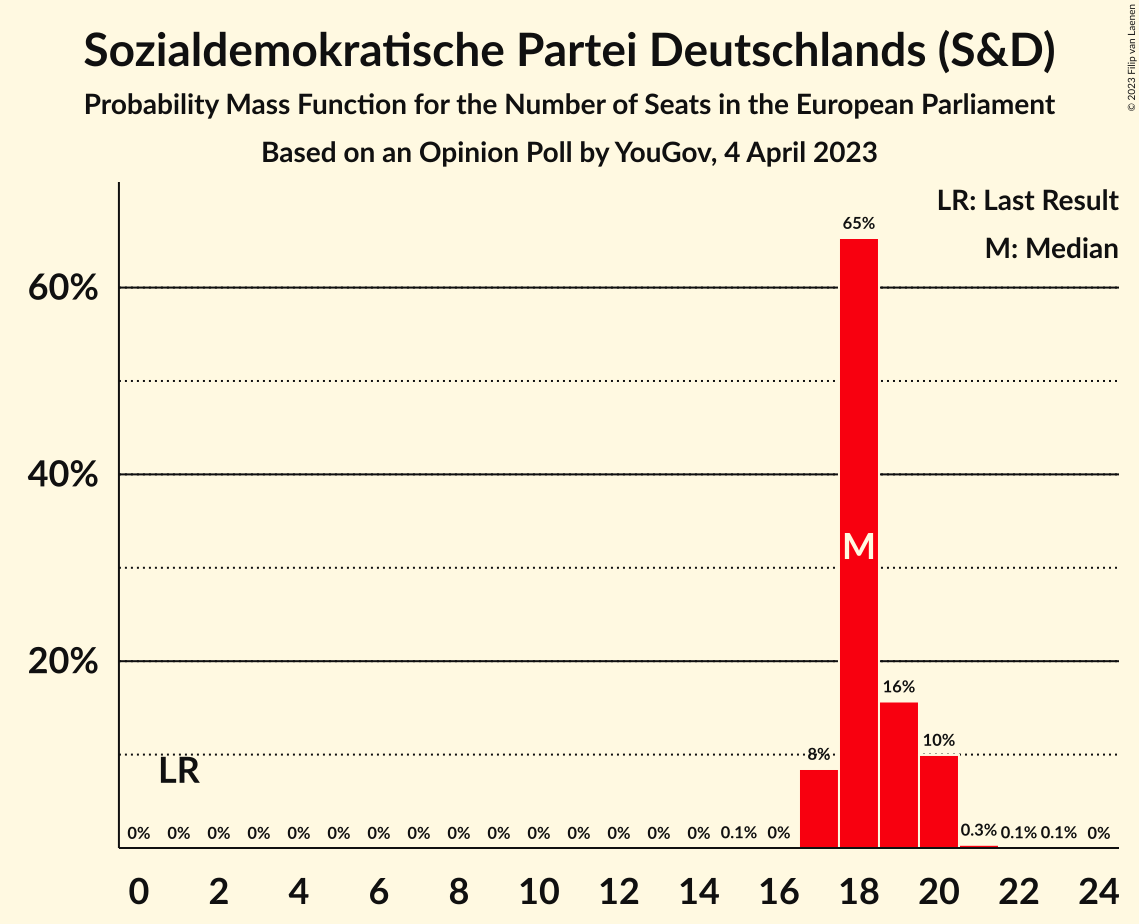 Sozialdemokratische Partei Deutschlands (S&D)
Probability Mass Function for the Number of Seats in the European Parliament
Based on an Opinion Poll by YouGov, 4 April 2023
© 2023 Filip van Laenen
LR: Last Result
M: Median
65%
60%
40%
M
20%
16%
10%
8%
LR
0% 0% 0% 0% 0% 0% 0% 0% 0% 0% 0% 0% 0% 0% 0% 0.1% 0% 0.3% 0.1% 0.1% 0%
0 2 4 6 8 10 12 14 16 18 20 22 24